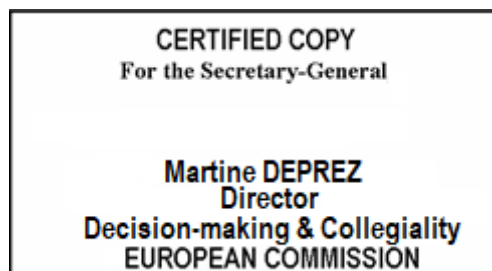 CERTIFIED COPY
For the Secretary-General
Martine DEPREZ
Director
Decision-making & Collegiality
EUROPEAN COMMISSION